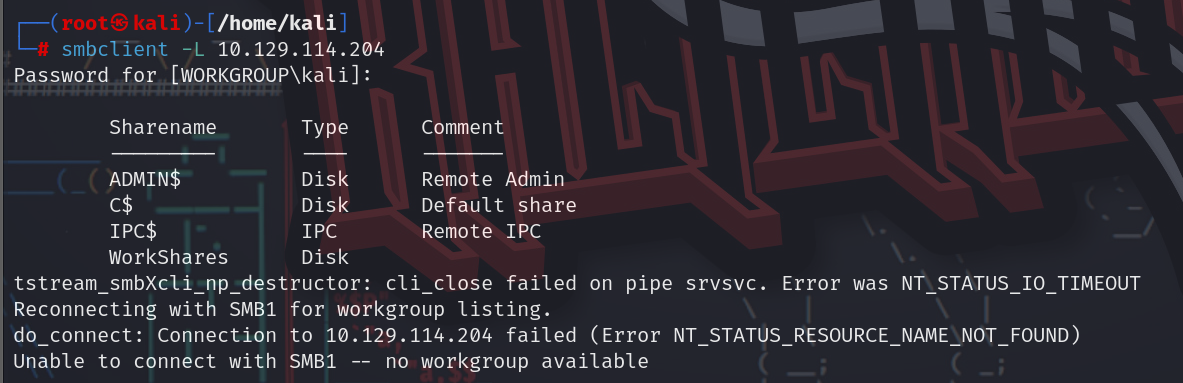 ┌──(root㉿kali)-[/home/kali]
└─# smbclient -L 10.129.114.204
Password for [WORKGROUP\kali]:
Sharename Type Comment
--------- ---- -------
ADMIN$ Disk Remote Admin
C$ Disk Default share
IPC$ IPC Remote IPC
WorkShares Disk
tstream_smbXcli_np_destructor: cli_close failed on pipe srvsvc. Error was NT_STATUS_IO_TIMEOUT
Reconnecting with SMB1 for workgroup listing.
do_connect: Connection to 10.129.114.204 failed (Error NT_STATUS_RESOURCE_NAME_NOT_FOUND)
Unable to connect with SMB1 -- no workgroup available